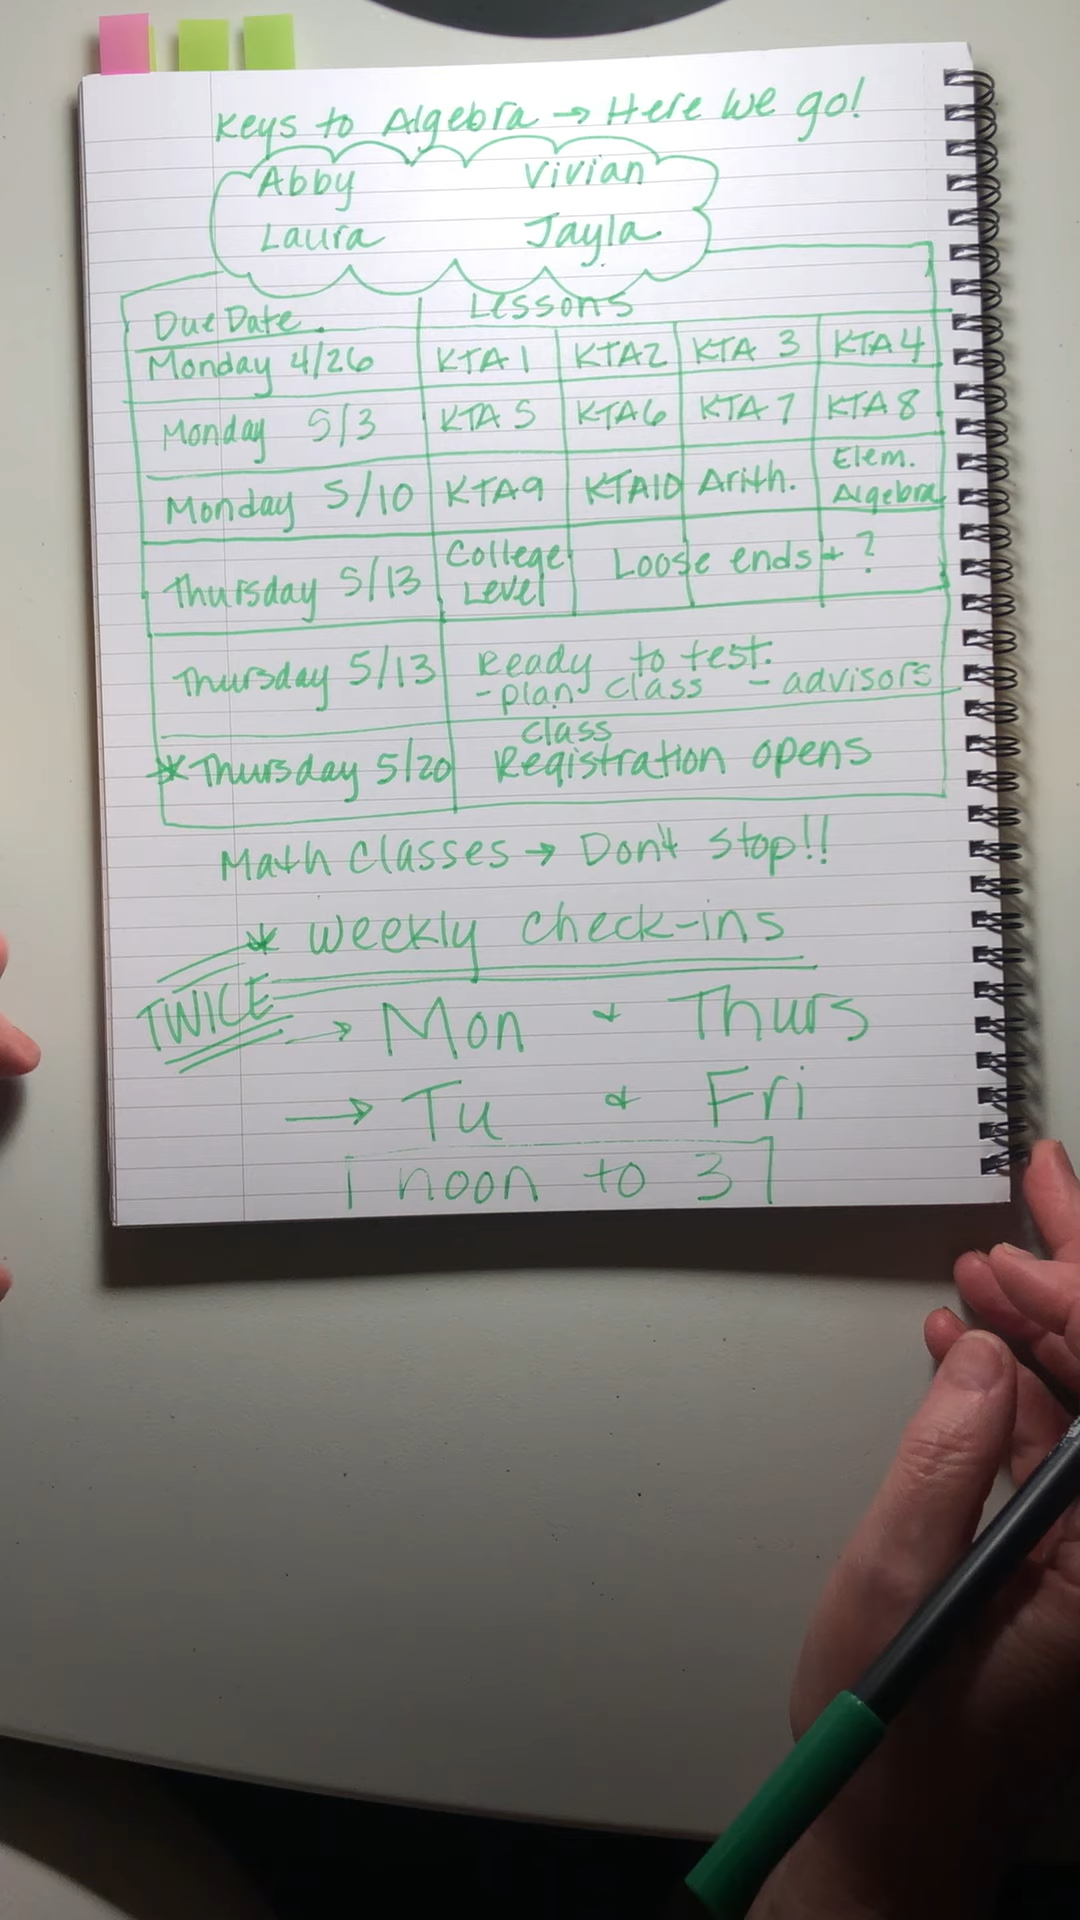 Keys to Algebra → Here we go!
Abby Vivian
Laura Jayla
Due Date Lessons
Monday 4/26 KTA 1 KTA 2 KTA 3 KTA 4
Monday 5/3 KTA 5 KTA 6 KTA 7 KTA 8
Monday 5/10 KTA 9 KTA 10 Arith. Elem. Algebra
Thursday 5/13 College Level Loose ends + ?
Thursday 5/13 Ready to test.
- plan class - advisors
class
* Thursday 5/20 Registration opens
Math Classes → Don't stop!!
* Weekly check-ins
TWICE → Mon & Thurs
→ Tu & Fri
noon to 3